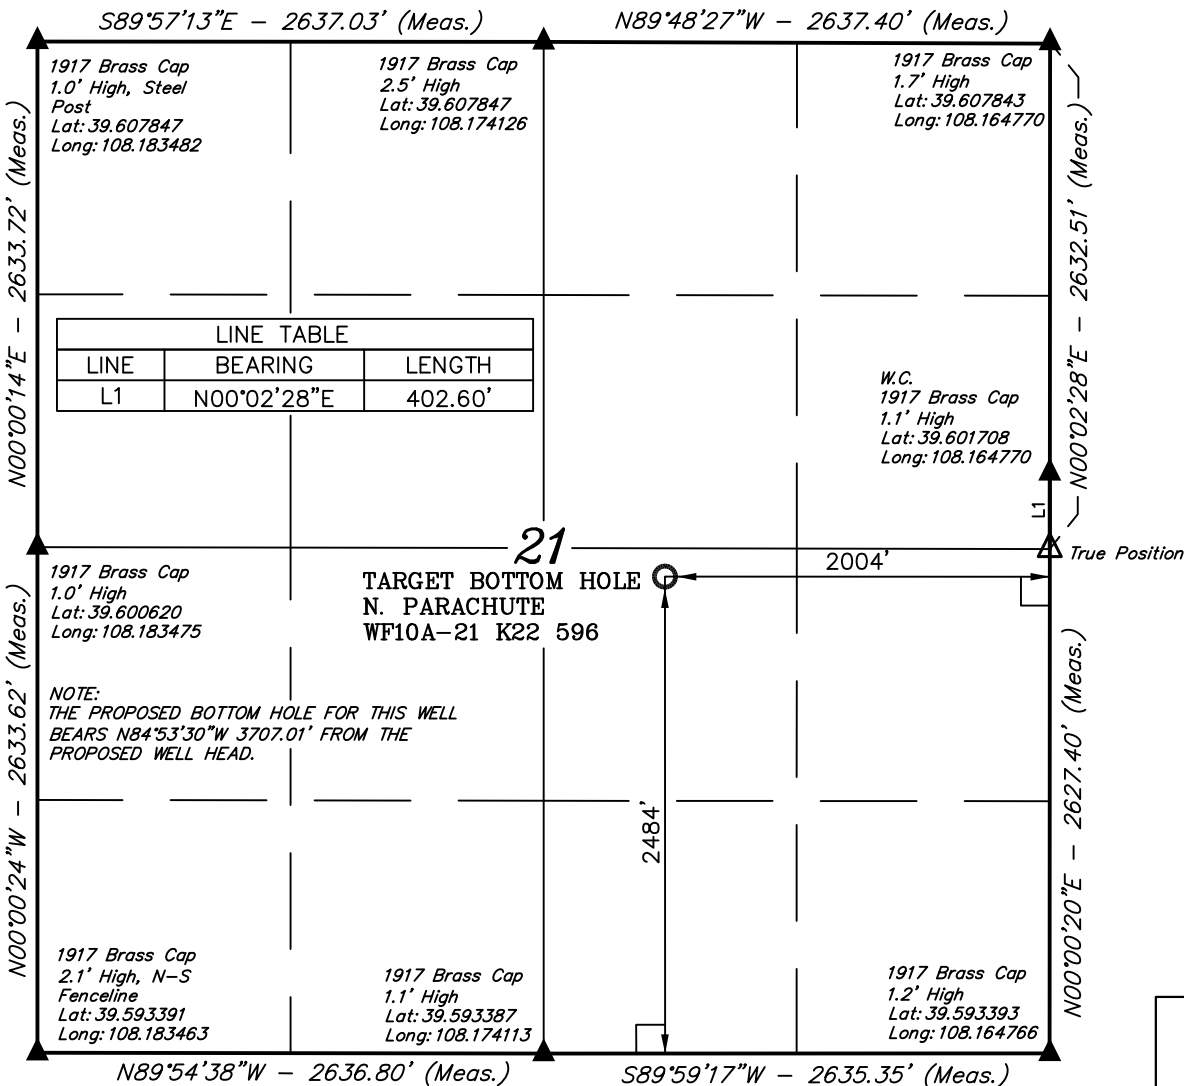 S89°57'13"E - 2637.03' (Meas.)
N89°48'27"W - 2637.40' (Meas.)
1917 Brass Cap
1.0' High, Steel
Post
Lat: 39.607847
Long: 108.183482
1917 Brass Cap
2.5' High
Lat: 39.607847
Long: 108.174126
1917 Brass Cap
1.7' High
Lat: 39.607843
Long: 108.164770
N00°00'14"E - 2633.72' (Meas.)
N00°02'28"E - 2632.51' (Meas.)
LINE TABLE
LINE BEARING LENGTH
L1 N00°02'28"E 402.60'
W.C.
1917 Brass Cap
1.1' High
Lat: 39.601708
Long: 108.164770
L1
True Position
21
2004'
TARGET BOTTOM HOLE
N. PARACHUTE
WF10A-21 K22 596
1917 Brass Cap
1.0' High
Lat: 39.600620
Long: 108.183475
NOTE:
THE PROPOSED BOTTOM HOLE FOR THIS WELL
BEARS N84°53'30"W 3707.01' FROM THE
PROPOSED WELL HEAD.
N00°00'24"W - 2633.62' (Meas.)
2484'
N00°00'20"E - 2627.40' (Meas.)
1917 Brass Cap
2.1' High, N-S
Fenceline
Lat: 39.593391
Long: 108.183463
1917 Brass Cap
1.1' High
Lat: 39.593387
Long: 108.174113
1917 Brass Cap
1.2' High
Lat: 39.593393
Long: 108.164766
N89°54'38"W - 2636.80' (Meas.)
S89°59'17"W - 2635.35' (Meas.)